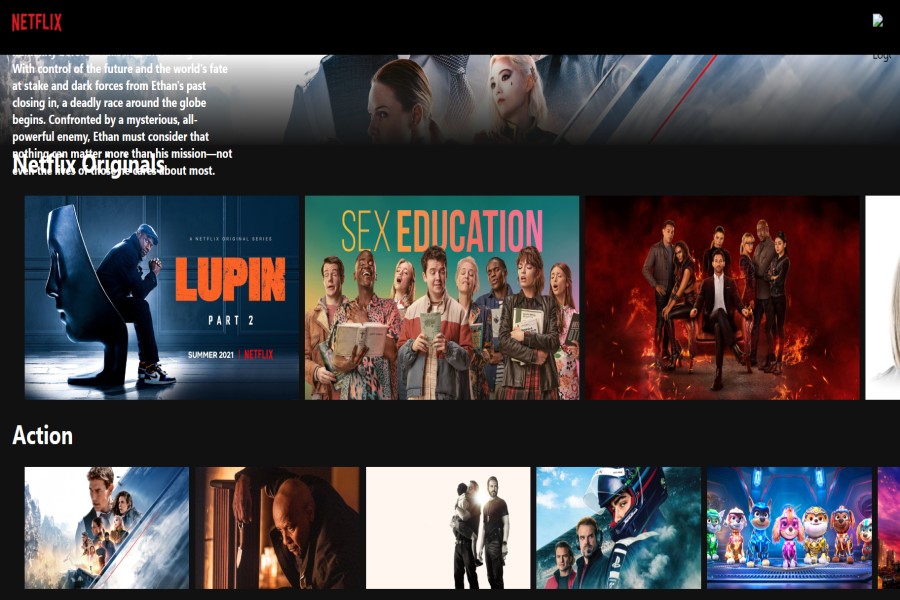 NETFLIX
With control of the future and the world's fate
at stake and dark forces from Ethan's past
closing in, a deadly race around the globe
begins. Confronted by a mysterious, all-
powerful enemy, Ethan must consider that
nothing can matter more than his mission—not
even the lives of those he cares about most.
Netflix Originals
A NETFLIX ORIGINAL SERIES
LUPIN
PART 2
SUMMER 2021 | NETFLIX
SEX EDUCATION
Action